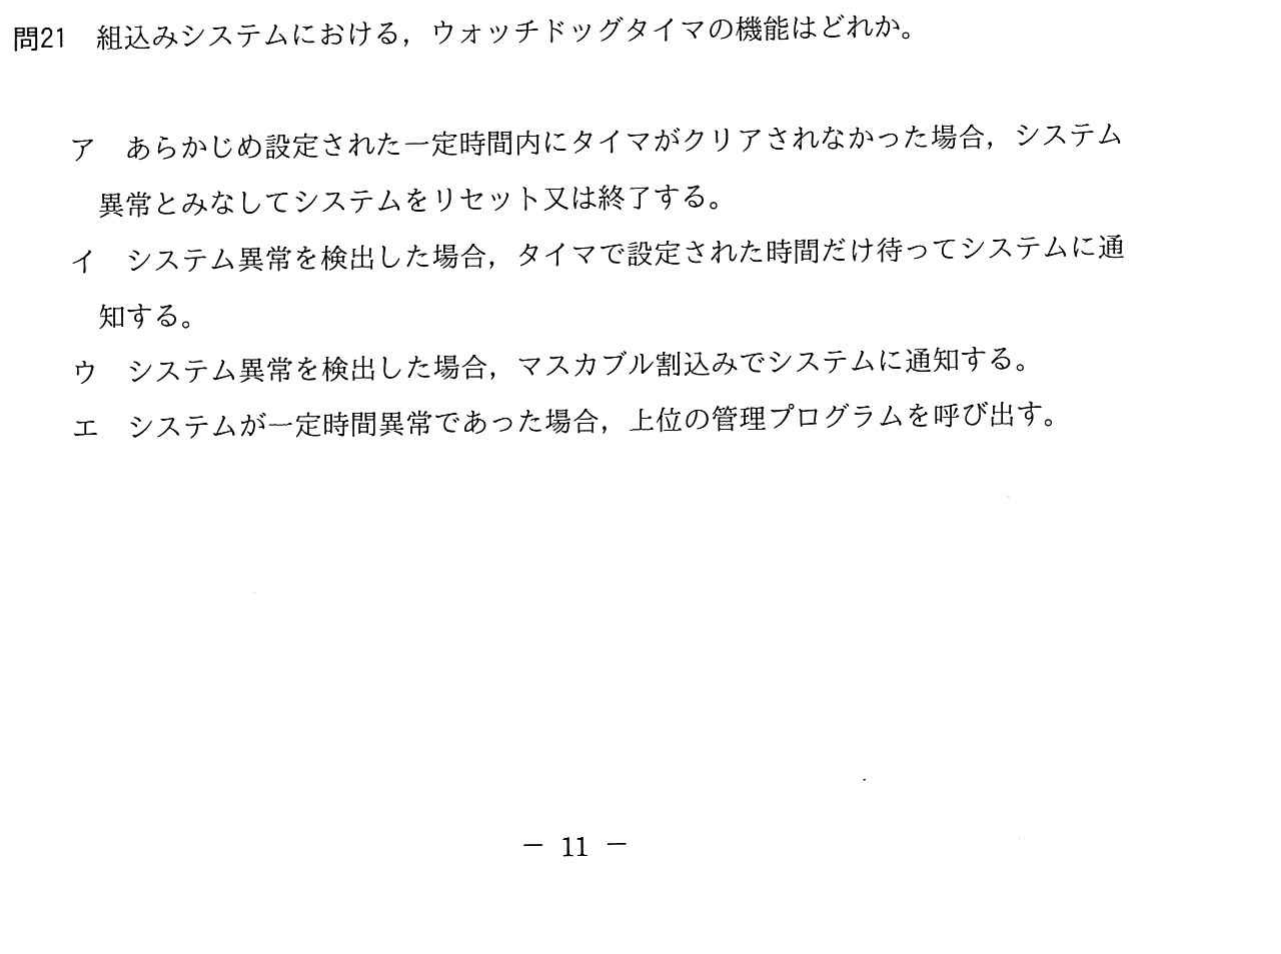 問21 組込みシステムにおける，ウォッチドッグタイマの機能はどれか。
ア あらかじめ設定された一定時間内にタイマがクリアされなかった場合，システム
異常とみなしてシステムをリセット又は終了する。
イ システム異常を検出した場合，タイマで設定された時間だけ待ってシステムに通
知する。
ウ システム異常を検出した場合，マスカブル割込みでシステムに通知する。
エ システムが一定時間異常であった場合，上位の管理プログラムを呼び出す。
－ 11 －